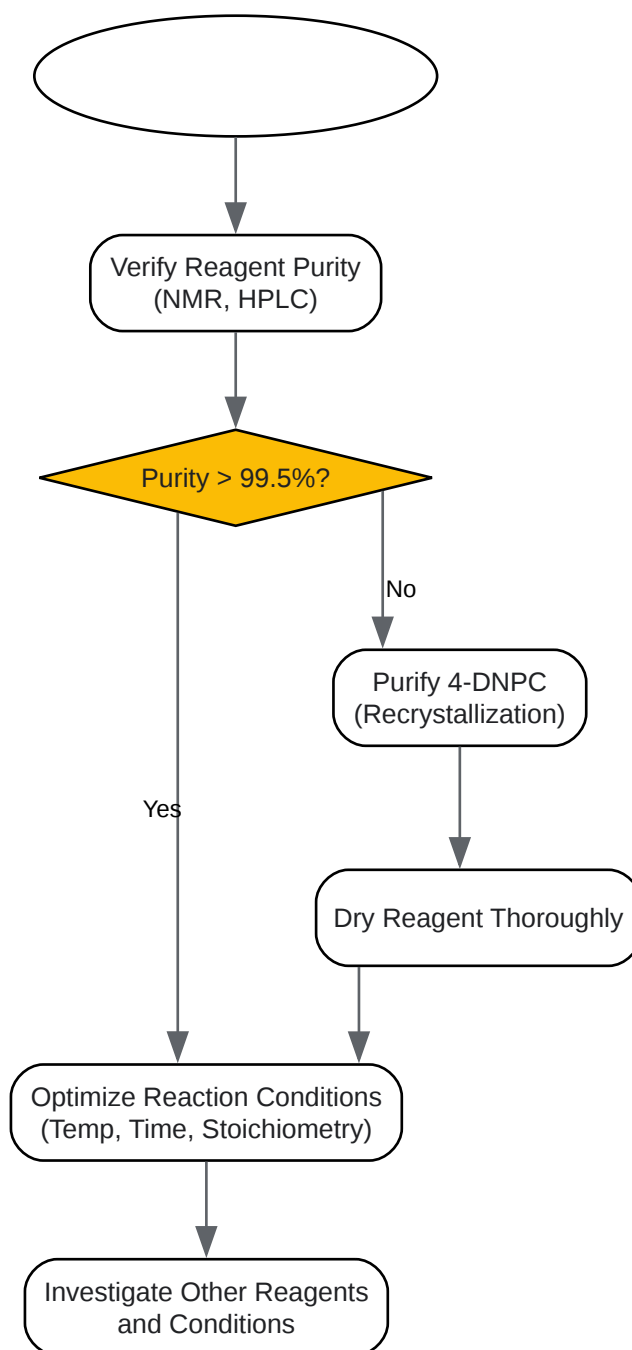 Verify Reagent Purity
(NMR, HPLC)
Purity > 99.5%?
No
Purify 4-DNPC
(Recrystallization)
Yes
Dry Reagent Thoroughly
Optimize Reaction Conditions
(Temp, Time, Stoichiometry)
Investigate Other Reagents
and Conditions